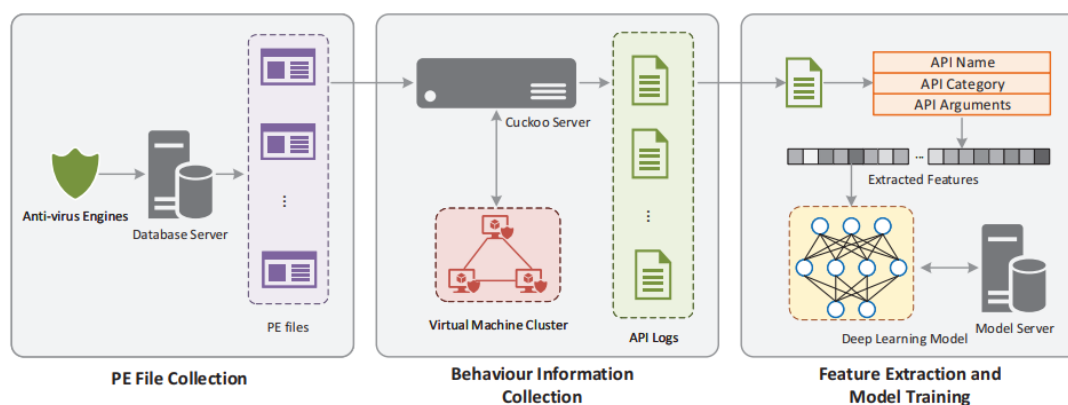 Anti-virus Engines
Database Server
⋮
PE files
PE File Collection
Cuckoo Server
Virtual Machine Cluster
⋮
API Logs
Behaviour Information
Collection
API Name
API Category
API Arguments
...
Extracted Features
Deep Learning Model
Model Server
Feature Extraction and
Model Training